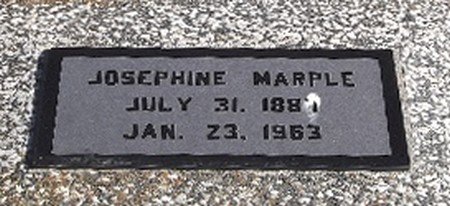 JOSEPHINE MARPLE
JULY 31.
JAN. 23. 1963